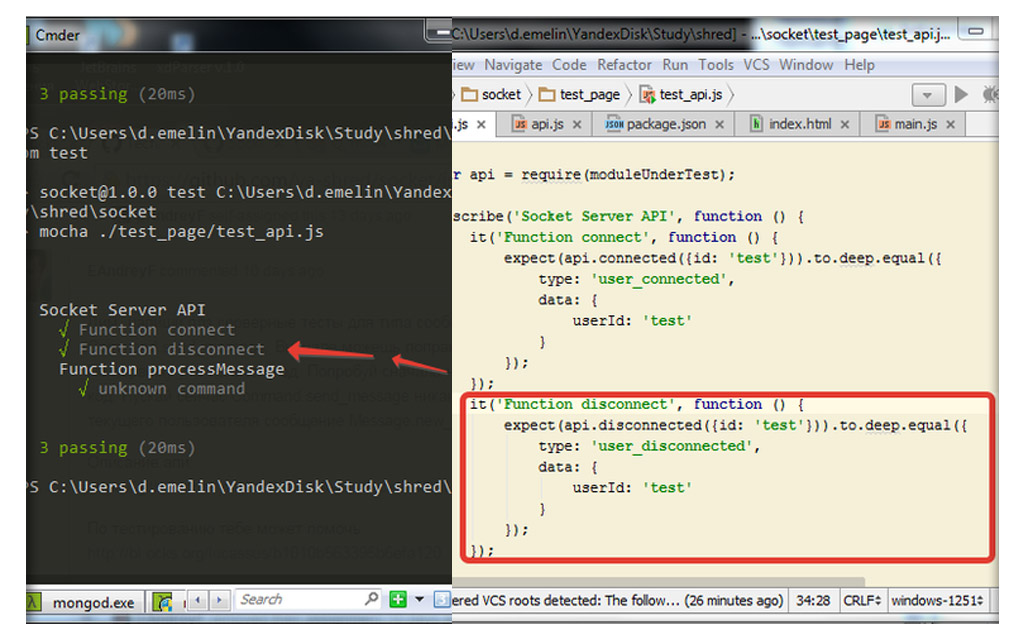 Cmder
3 passing (20ms)
PS C:\Users\d.emelin\YandexDisk\Study\shred\
om test
> socket@1.0.0 test C:\Users\d.emelin\Yandex
\shred\socket
> mocha ./test_page/test_api.js
Socket Server API
√ Function connect
√ Function disconnect
Function processMessage
√ unknown command
3 passing (20ms)
PS C:\Users\d.emelin\YandexDisk\Study\shred\
mongod.exe
Search
C:\Users\d.emelin\YandexDisk\Study\shred] - ...\socket\test_page\test_api.j...
iew Navigate Code Refactor Run Tools VCS Window Help
socket test_page test_api.js
.js api.js package.json index.html main.js
r api = require(moduleUnderTest);
scribe('Socket Server API', function () {
it('Function connect', function () {
expect(api.connected({id: 'test'})).to.deep.equal({
type: 'user_connected',
data: {
userId: 'test'
}
});
});
it('Function disconnect', function () {
expect(api.disconnected({id: 'test'})).to.deep.equal({
type: 'user_disconnected',
data: {
userId: 'test'
}
});
});
ered VCS roots detected: The follow... (26 minutes ago) 34:28 CRLF windows-1251